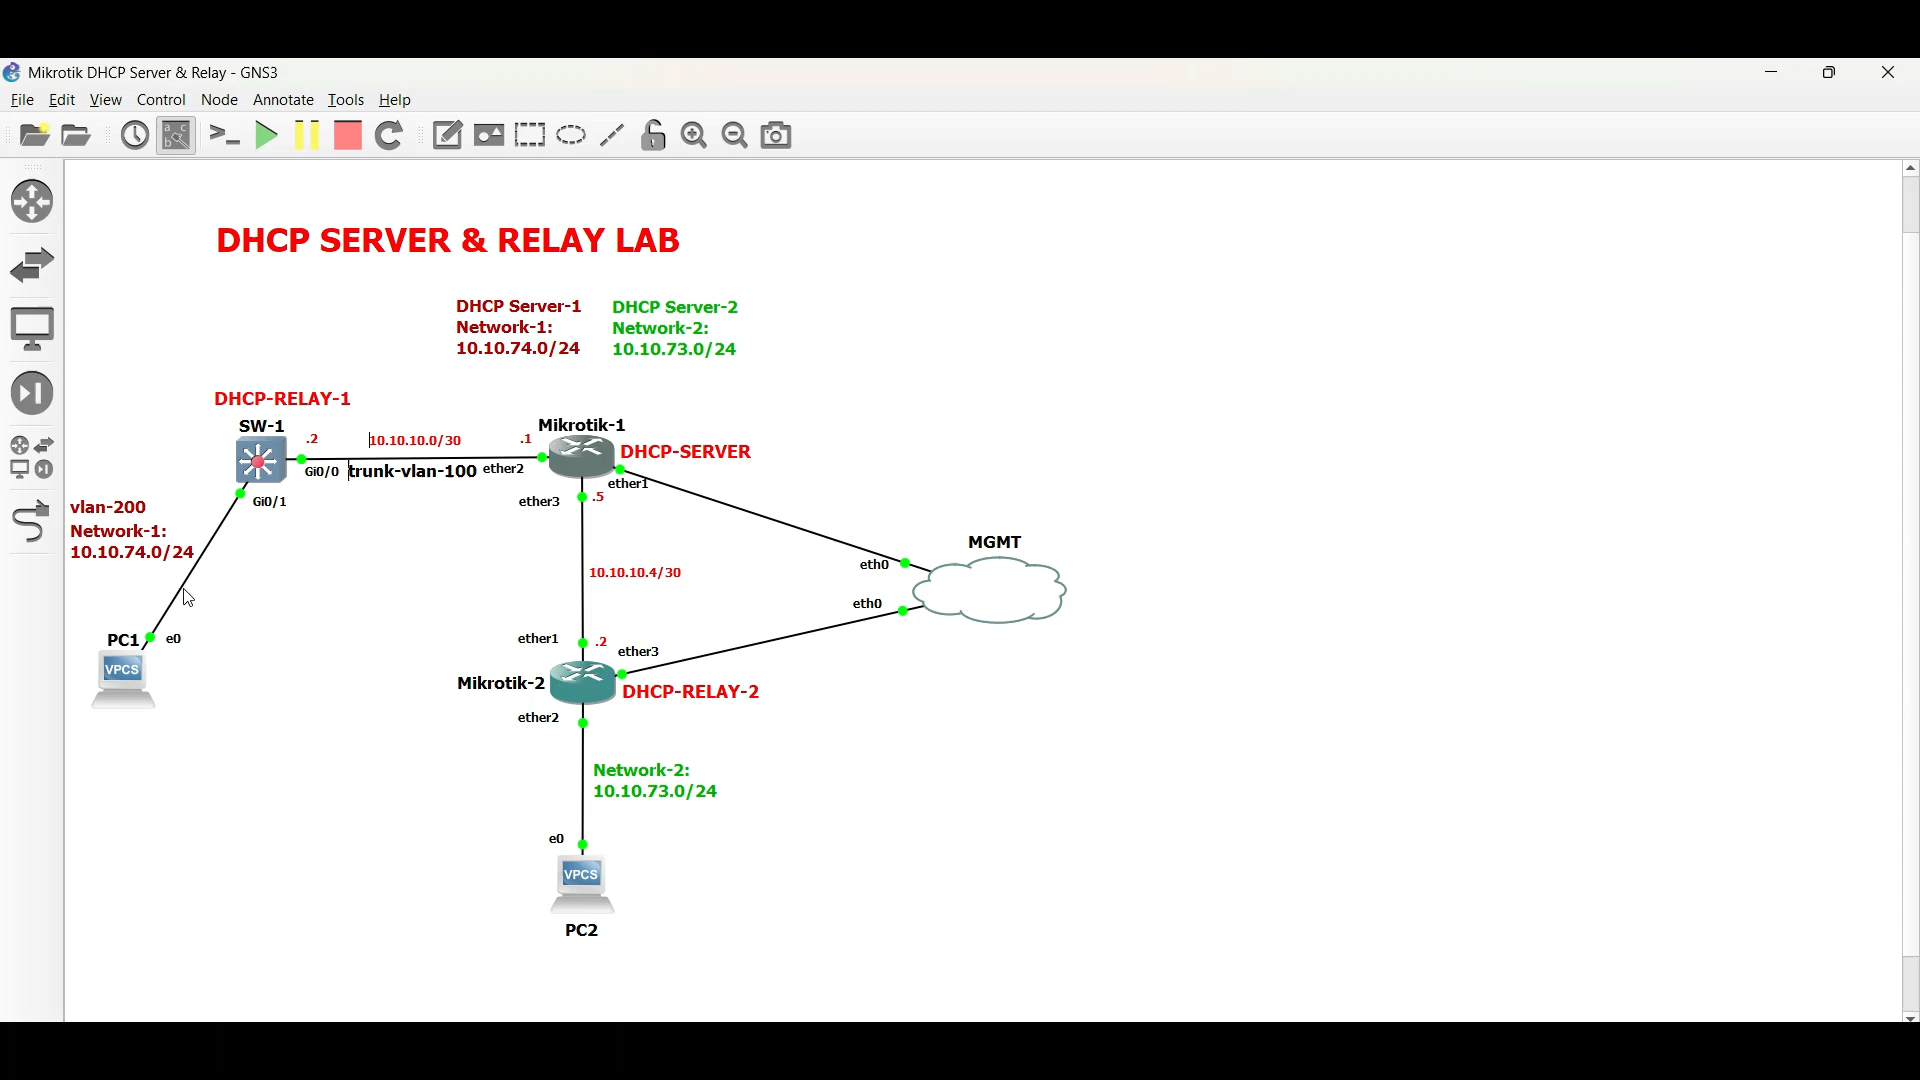 Mikrotik DHCP Server & Relay - GNS3
File Edit View Control Node Annotate Tools Help
DHCP SERVER & RELAY LAB
DHCP Server-1
Network-1:
10.10.74.0/24
DHCP Server-2
Network-2:
10.10.73.0/24
DHCP-RELAY-1
SW-1
.2
10.10.10.0/30
.1
Mikrotik-1
DHCP-SERVER
Gi0/0
trunk-vlan-100
ether2
ether1
Gi0/1
ether3
.5
vlan-200
Network-1:
10.10.74.0/24
MGMT
eth0
10.10.10.4/30
eth0
PC1
e0
VPCS
ether1
.2
ether3
Mikrotik-2
DHCP-RELAY-2
ether2
Network-2:
10.10.73.0/24
e0
VPCS
PC2